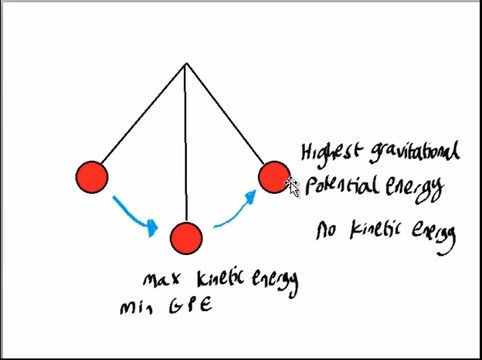 Highest gravitational
Potential energy
No kinetic energy
max kinetic energy
min GPE